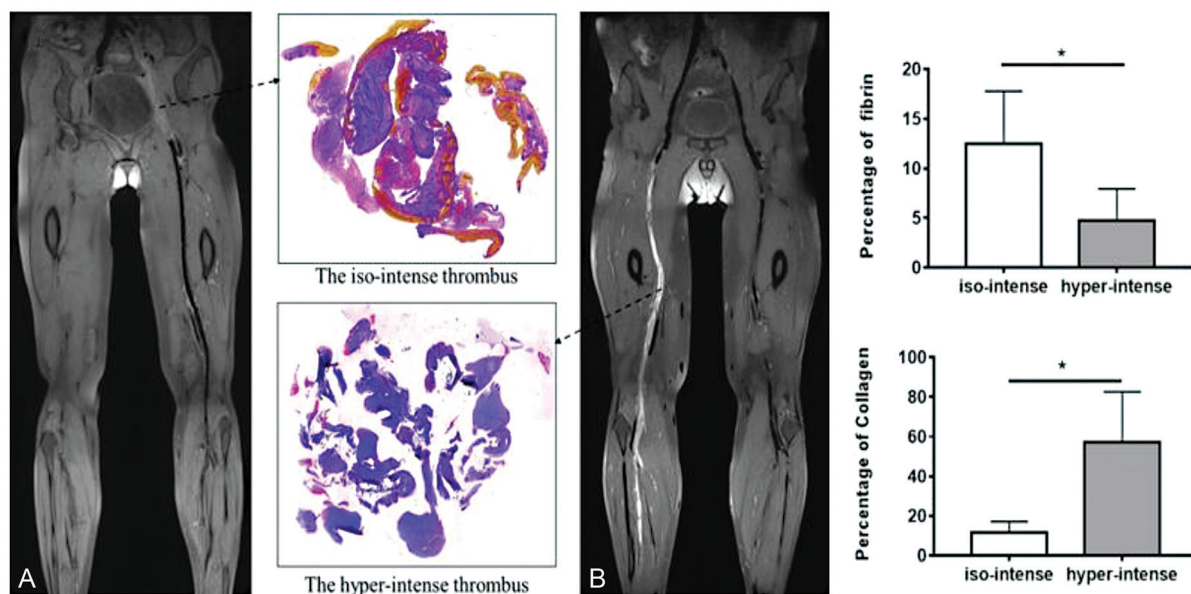 A
The iso-intense thrombus
The hyper-intense thrombus
B
*
Percentage of fibrin
20
15
10
5
0
iso-intense hyper-intense
*
Percentage of Collagen
100
80
60
40
20
0
iso-intense hyper-intense